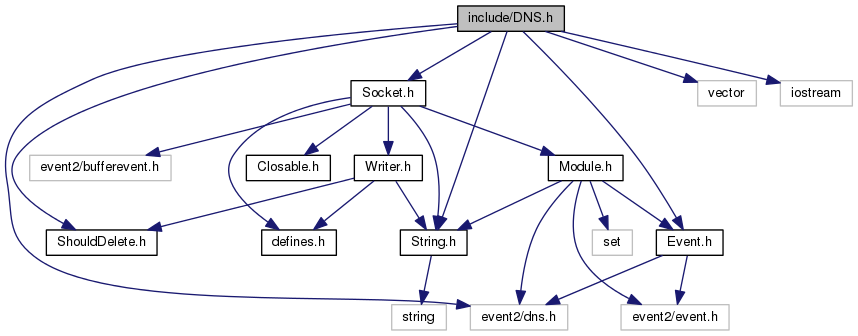 include/DNS.h
Socket.h
vector
iostream
event2/bufferevent.h
Closable.h
Writer.h
Module.h
ShouldDelete.h
defines.h
String.h
set
Event.h
string
event2/dns.h
event2/event.h